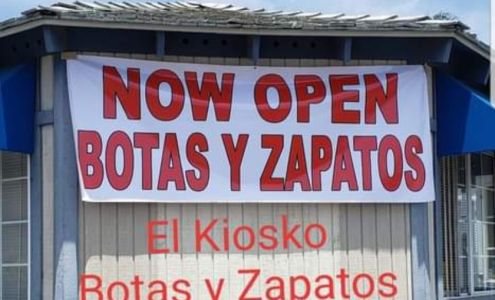 NOW OPEN
BOTAS Y ZAPATOS
El Kiosko
Botas y Zapatos